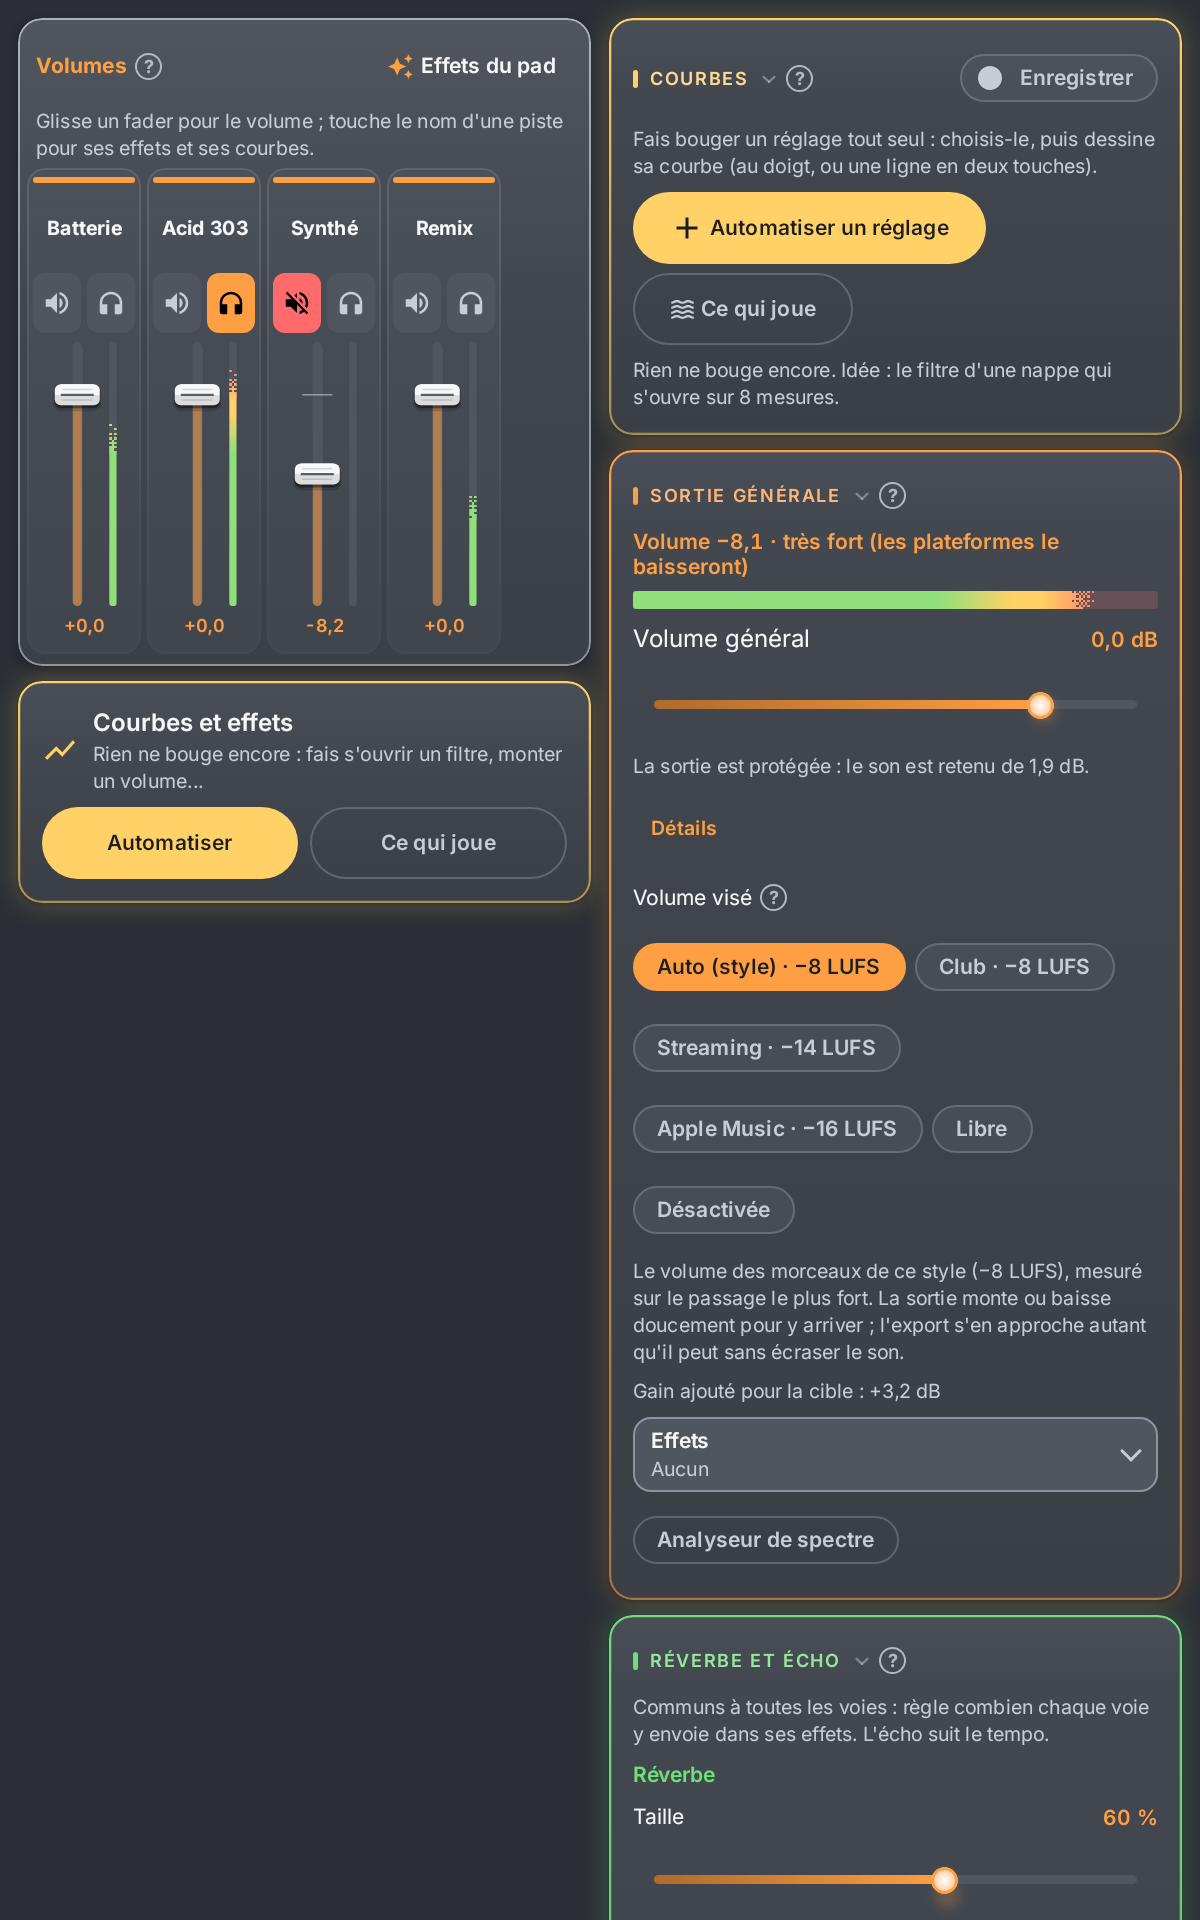 Volumes ?
Effets du pad
Glisse un fader pour le volume ; touche le nom d'une piste
pour ses effets et ses courbes.
Batterie
Acid 303
Synthé
Remix
+0,0
+0,0
-8,2
+0,0
Courbes et effets
Rien ne bouge encore : fais s'ouvrir un filtre, monter
un volume...
Automatiser
Ce qui joue
COURBES ?
Enregistrer
Fais bouger un réglage tout seul : choisis-le, puis dessine
sa courbe (au doigt, ou une ligne en deux touches).
Automatiser un réglage
Ce qui joue
Rien ne bouge encore. Idée : le filtre d'une nappe qui
s'ouvre sur 8 mesures.
SORTIE GÉNÉRALE ?
Volume −8,1 · très fort (les plateformes le
baisseront)
Volume général
0,0 dB
La sortie est protégée : le son est retenu de 1,9 dB.
Détails
Volume visé ?
Auto (style) · −8 LUFS
Club · −8 LUFS
Streaming · −14 LUFS
Apple Music · −16 LUFS
Libre
Désactivée
Le volume des morceaux de ce style (−8 LUFS), mesuré
sur le passage le plus fort. La sortie monte ou baisse
doucement pour y arriver ; l'export s'en approche autant
qu'il peut sans écraser le son.
Gain ajouté pour la cible : +3,2 dB
Effets
Aucun
Analyseur de spectre
RÉVERBE ET ÉCHO ?
Communs à toutes les voies : règle combien chaque voie
y envoie dans ses effets. L'écho suit le tempo.
Réverbe
Taille
60 %